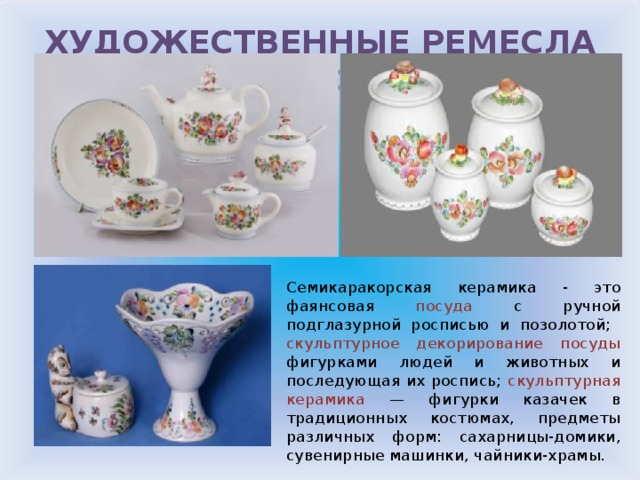 ХУДОЖЕСТВЕННЫЕ РЕМЕСЛА
Семикаракорская керамика - это
фаянсовая посуда с ручной
подглазурной росписью и позолотой;
скульптурное декорирование посуды
фигурками людей и животных и
последующая их роспись; скульптурная
керамика — фигурки казачек в
традиционных костюмах, предметы
различных форм: сахарницы-домики,
сувенирные машинки, чайники-храмы.